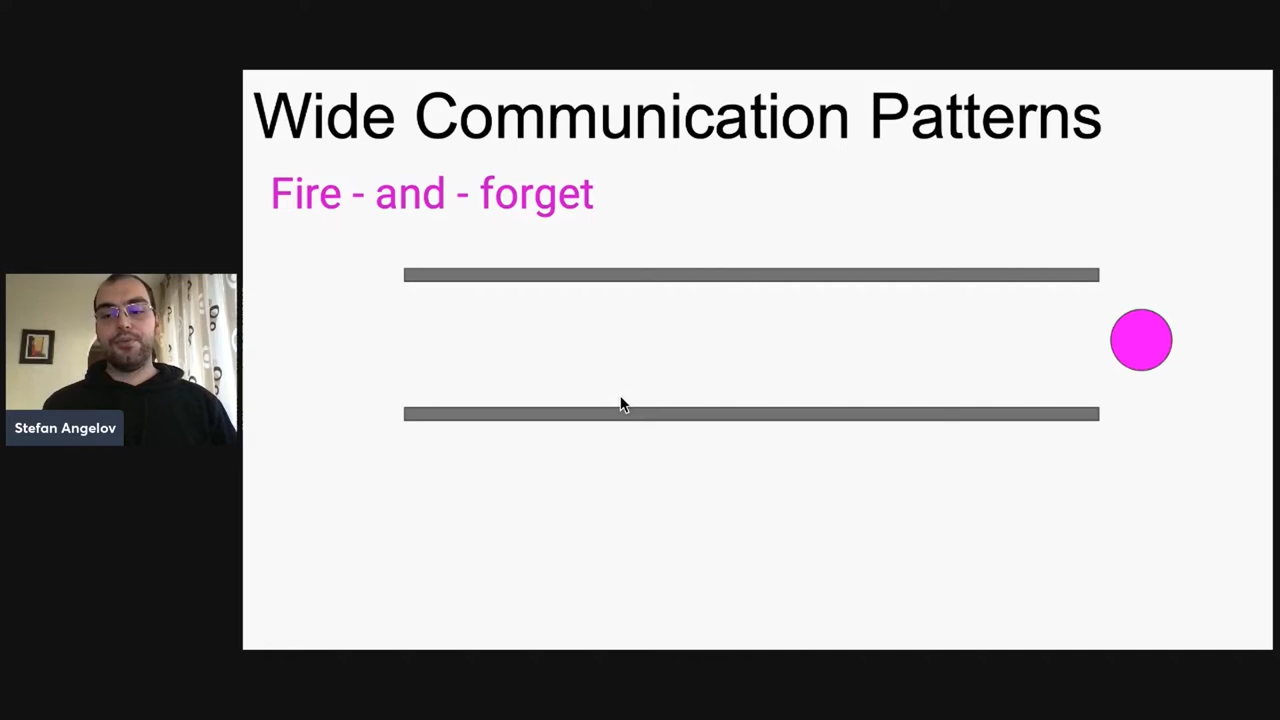 Wide Communication Patterns
Fire - and - forget
Stefan Angelov